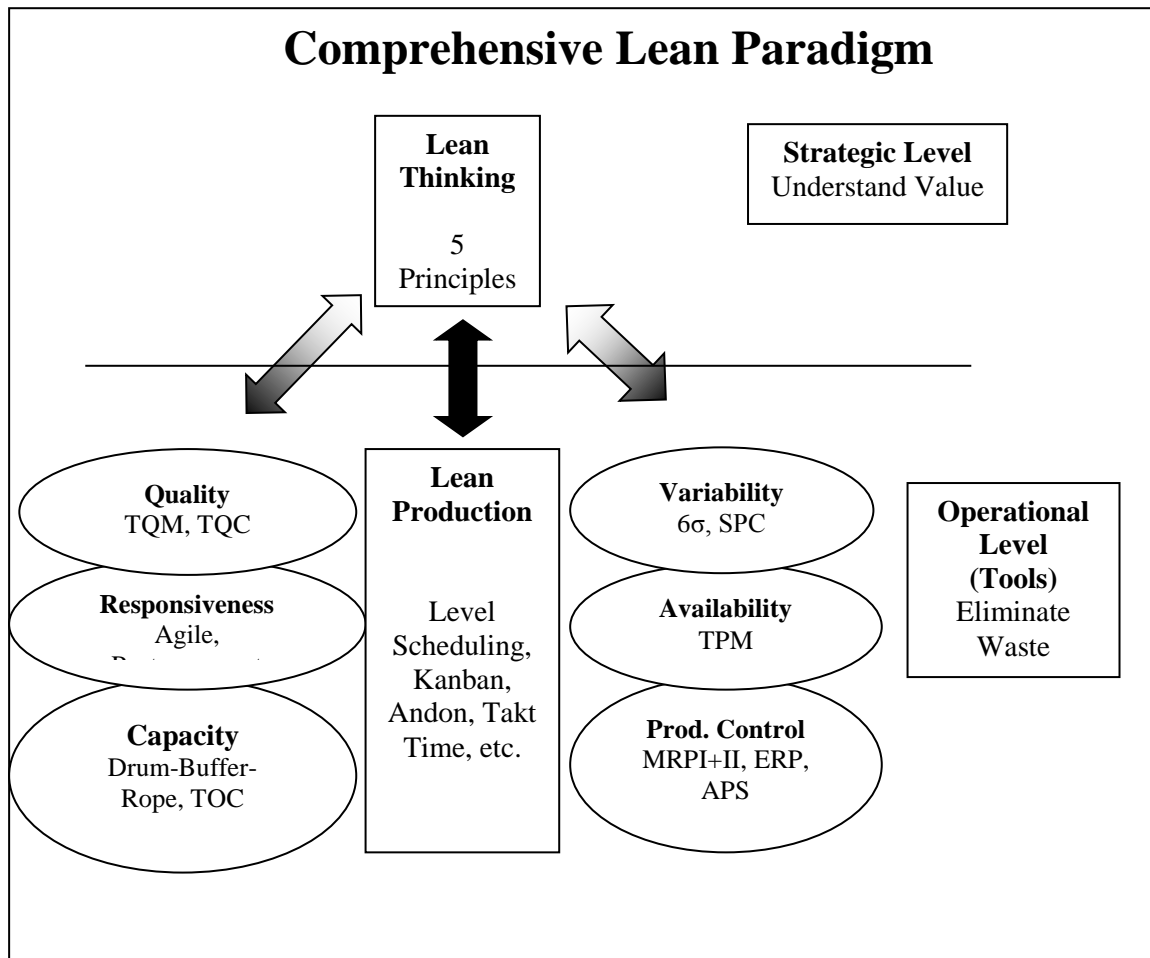 Comprehensive Lean Paradigm
Lean
Thinking
5
Principles
Strategic Level
Understand Value
Quality
TQM, TQC
Responsiveness
Agile,
Capacity
Drum-Buffer-
Rope, TOC
Lean
Production
Level
Scheduling,
Kanban,
Andon, Takt
Time, etc.
Variability
6σ, SPC
Availability
TPM
Prod. Control
MRPI+II, ERP,
APS
Operational
Level
(Tools)
Eliminate
Waste